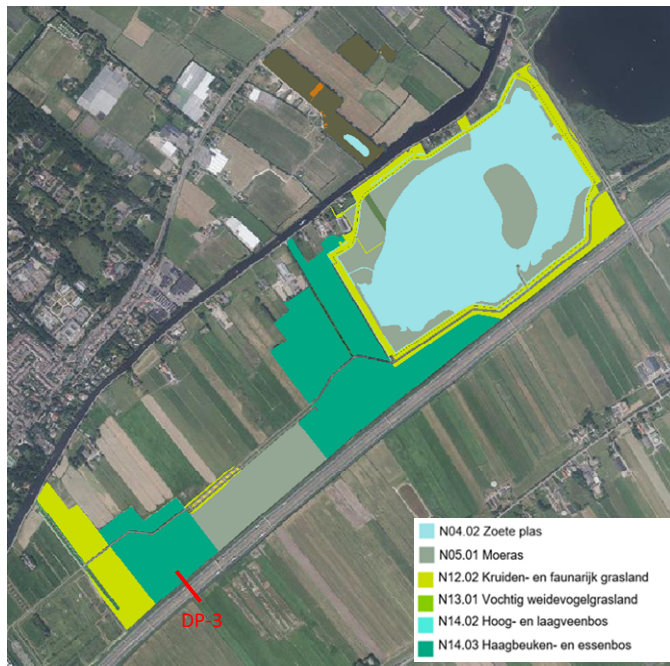 N04.02 Zoete plas
N05.01 Moeras
N12.02 Kruiden- en faunarijk grasland
N13.01 Vochtig weidevogelgrasland
N14.02 Hoog- en laagveenbos
N14.03 Haagbeuken- en essenbos
DP-3